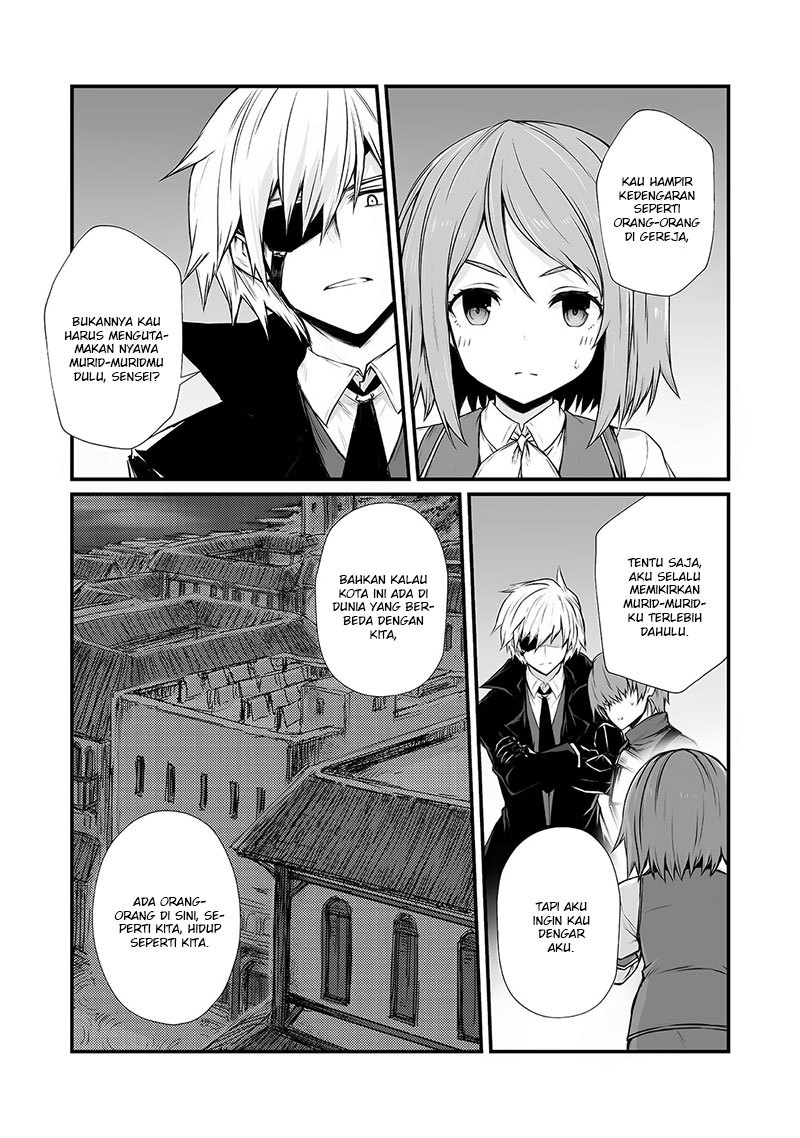 KAU HAMPIR
KEDENGARAN
SEPERTI
ORANG-ORANG
DI GEREJA,
BUKANNYA KAU
HARUS MENGUTA-
MAKAN NYAWA
MURID-MURIDMU
DULU, SENSEI?
TENTU SAJA,
AKU SELALU
MEMIKIRKAN
MURID-MURID-
KU TERLEBIH
DAHULU.
TAPI AKU
INGIN KAU
DENGAR
AKU.
BAHKAN KALAU
KOTA INI ADA DI
DUNIA YANG BER-
BEDA DENGAN
KITA,
ADA ORANG-
ORANG DI SINI, SE-
PERTI KITA, HIDUP
SEPERTI KITA.